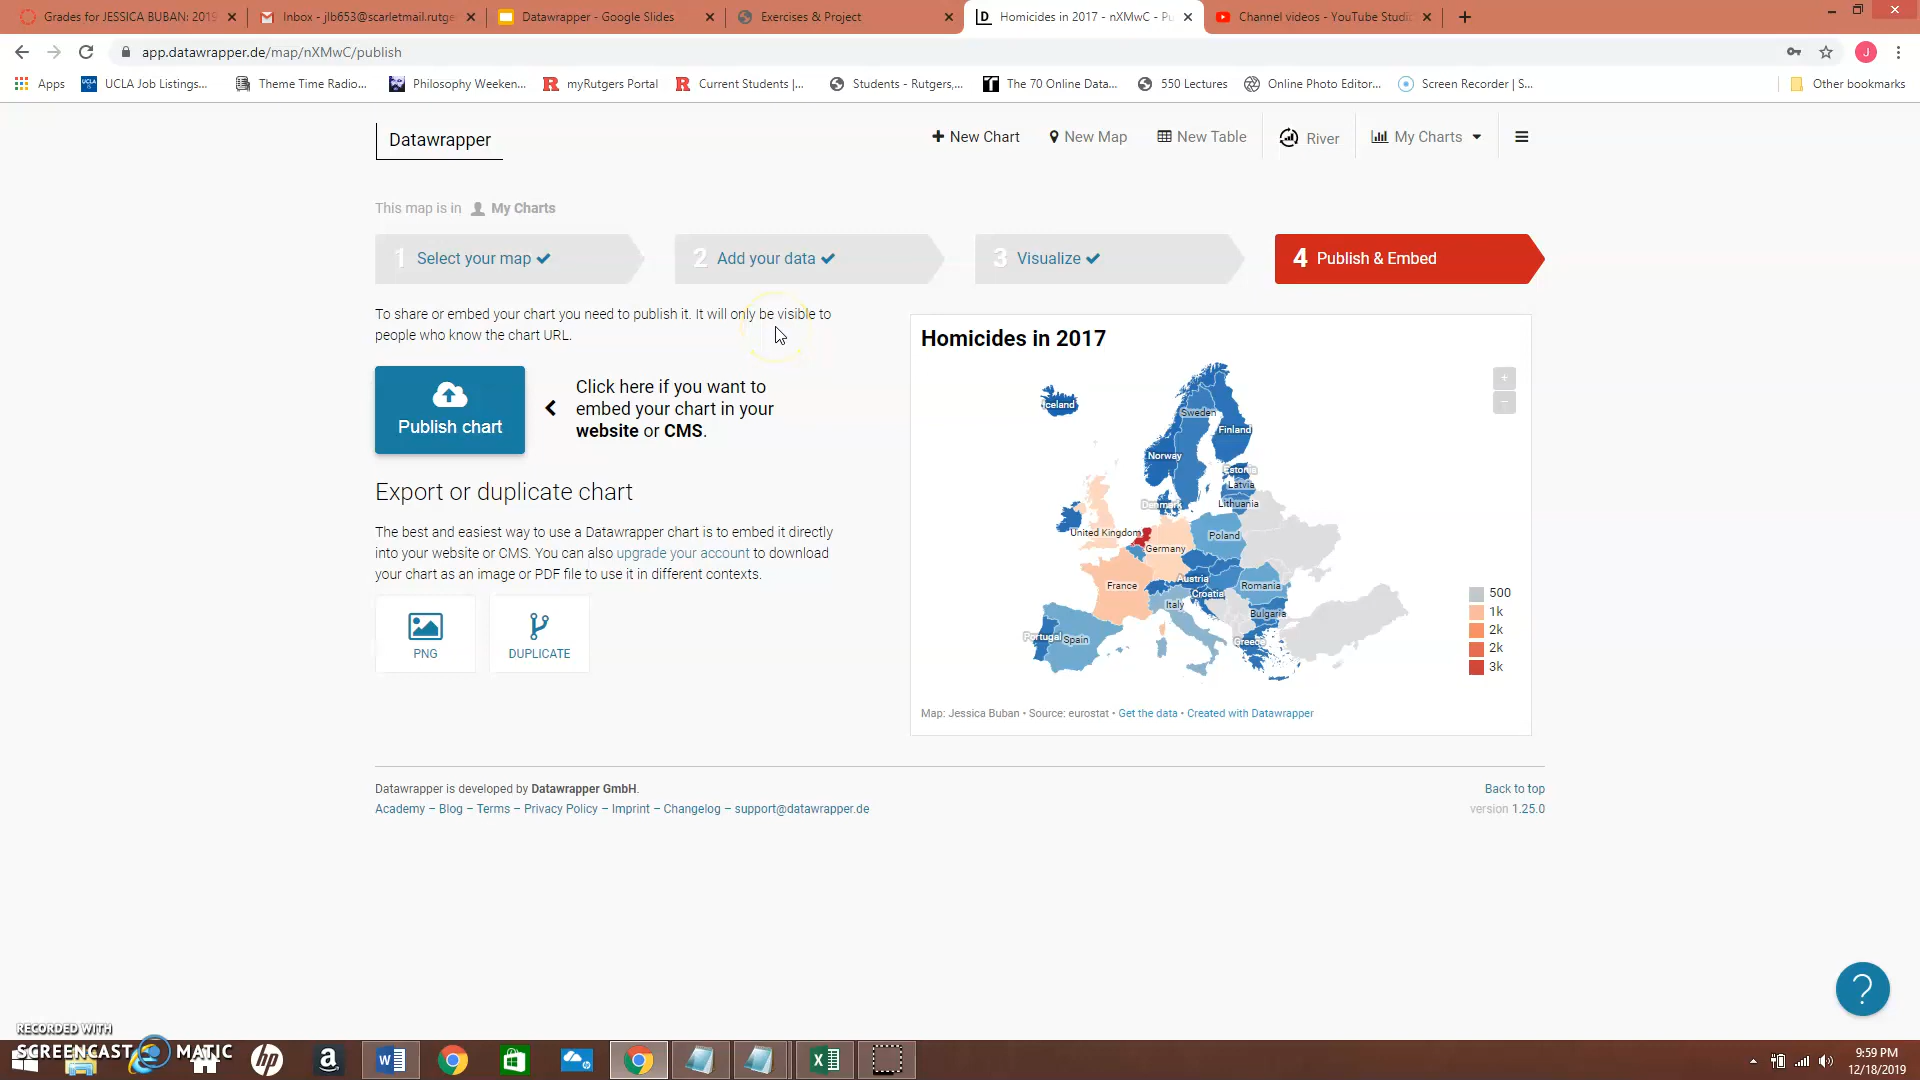 Grades for JESSICA BUBAN: 2019
Inbox - jlb653@scarletmail.rutge
Datawrapper - Google Slides
Exercises & Project
D Homicides in 2017 - nXMwC - Pu
Channel videos - YouTube Studio
app.datawrapper.de/map/nXMwC/publish
J
Apps
UCLA Job Listings...
Theme Time Radio...
Philosophy Weeken...
myRutgers Portal
Current Students |...
Students - Rutgers,...
The 70 Online Data...
550 Lectures
Online Photo Editor...
Screen Recorder | S...
Other bookmarks
Datawrapper
New Chart
New Map
New Table
River
My Charts
This map is in My Charts
1 Select your map
2 Add your data
3 Visualize
4 Publish & Embed
To share or embed your chart you need to publish it. It will only be visible to
people who know the chart URL.
Publish chart
Click here if you want to
embed your chart in your
website or CMS.
Export or duplicate chart
The best and easiest way to use a Datawrapper chart is to embed it directly
into your website or CMS. You can also upgrade your account to download
your chart as an image or PDF file to use it in different contexts.
PNG
DUPLICATE
Homicides in 2017
+
−
Iceland
Sweden
Finland
Norway
Estonia
Latvia
Denmark
Lithuania
United Kingdom
Poland
Germany
Austria
France
Romania
Croatia
Italy
Bulgaria
Portugal
Spain
Greece
500
1k
2k
2k
3k
Map: Jessica Buban • Source: eurostat • Get the data • Created with Datawrapper
Datawrapper is developed by Datawrapper GmbH.
Academy – Blog – Terms – Privacy Policy – Imprint – Changelog – support@datawrapper.de
Back to top
version 1.25.0
?
RECORDED WITH
SCREENCAST MATIC
hp
9:59 PM
12/18/2019